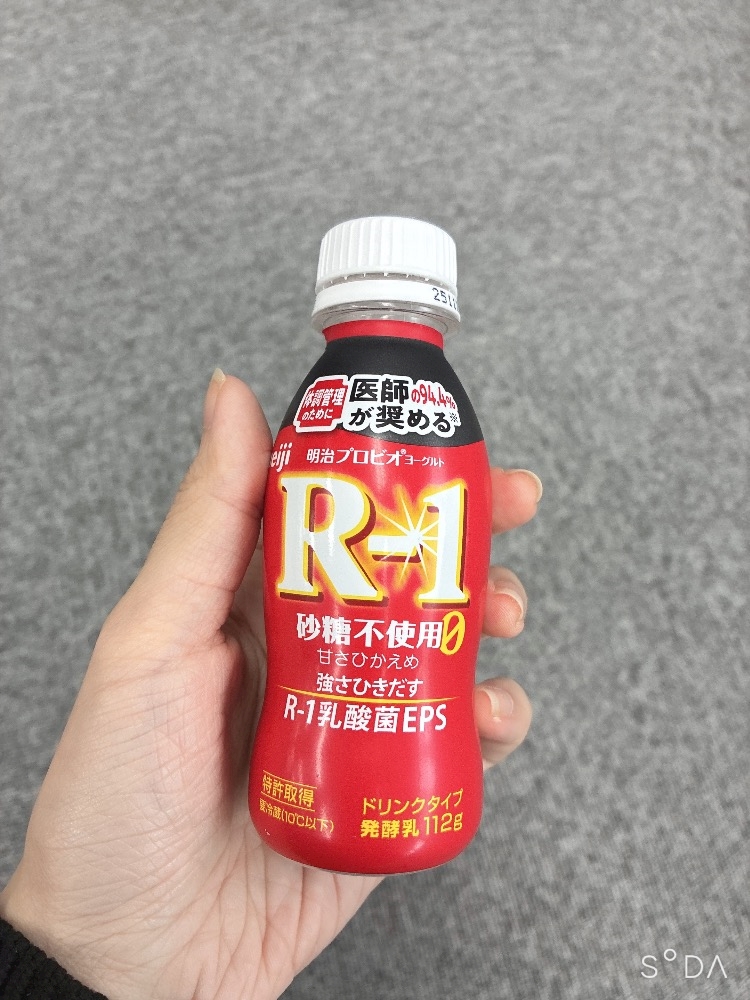 2511
体調管理
のために
医師の94.4%
が奨める
meiji
明治プロビオ®ヨーグルト
R-1
砂糖不使用0
甘さひかえめ
強さひきだす
R-1乳酸菌EPS
特許取得
要冷蔵(10℃以下)
ドリンクタイプ
発酵乳 112g
S°DA